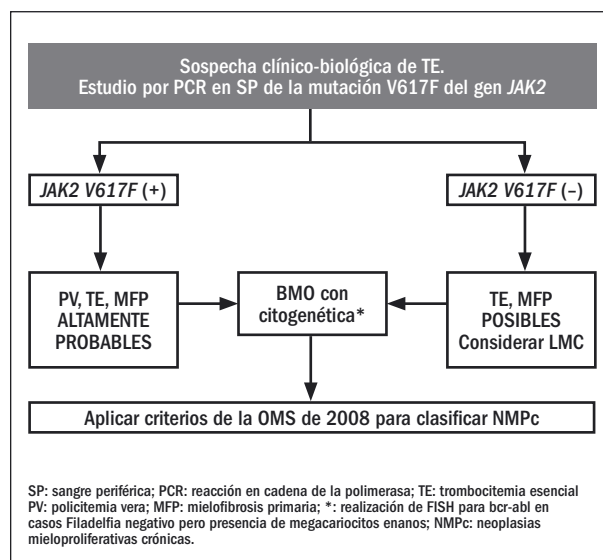 Sospecha clínico-biológica de TE.
Estudio por PCR en SP de la mutación V617F del gen JAK2
JAK2 V617F (+)
JAK2 V617F (–)
PV, TE, MFP
ALTAMENTE
PROBABLES
BMO con
citogenética*
TE, MFP
POSIBLES
Considerar LMC
Aplicar criterios de la OMS de 2008 para clasificar NMPc
SP: sangre periférica; PCR: reacción en cadena de la polimerasa; TE: trombocitemia esencial
PV: policitemia vera; MFP: mielofibrosis primaria; *: realización de FISH para bcr-abl en
casos Filadelfia negativo pero presencia de megacariocitos enanos; NMPc: neoplasias
mieloproliferativas crónicas.